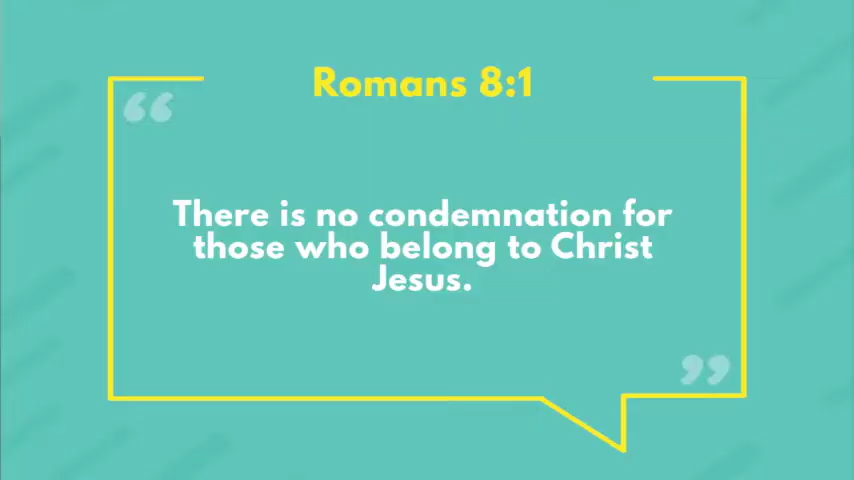 Romans 8:1
“
There is no condemnation for
those who belong to Christ
Jesus.
”